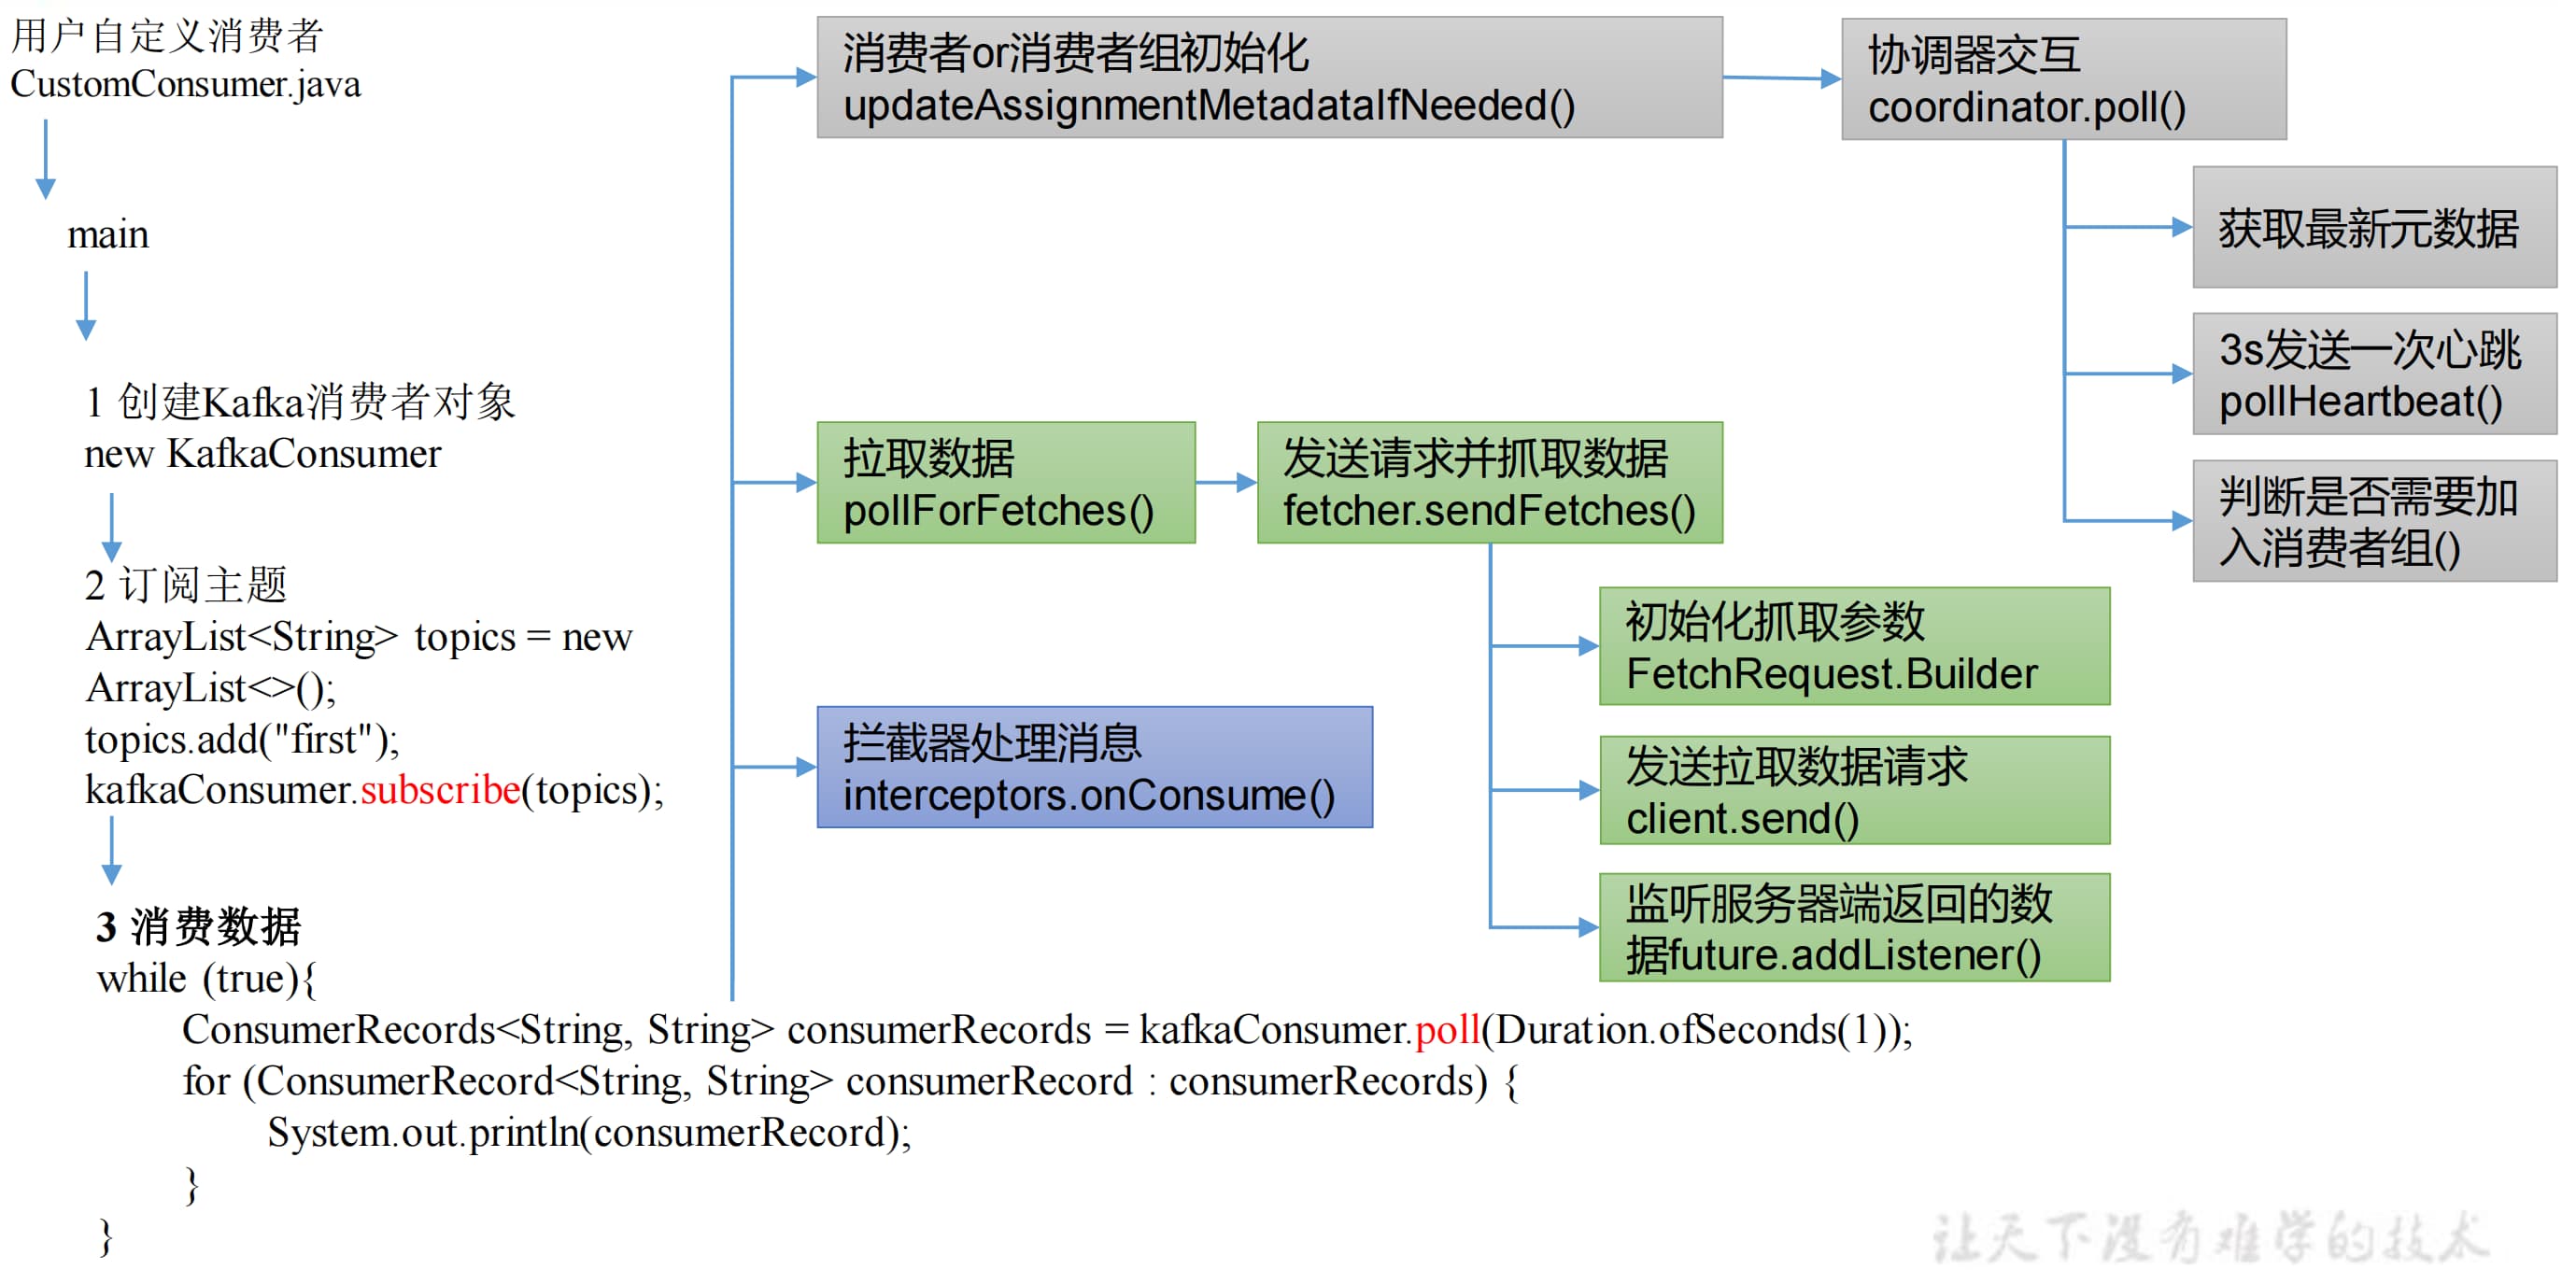 用户自定义消费者
CustomConsumer.java
main
1 创建Kafka消费者对象
new KafkaConsumer
2 订阅主题
ArrayList<String> topics = new
ArrayList<>();
topics.add("first");
kafkaConsumer.subscribe(topics);
3 消费数据
while (true){
ConsumerRecords<String, String> consumerRecords = kafkaConsumer.poll(Duration.ofSeconds(1));
for (ConsumerRecord<String, String> consumerRecord : consumerRecords) {
System.out.println(consumerRecord);
}
}
消费者or消费者组初始化
updateAssignmentMetadataIfNeeded()
协调器交互
coordinator.poll()
获取最新元数据
3s发送一次心跳
pollHeartbeat()
判断是否需要加
入消费者组()
拉取数据
pollForFetches()
发送请求并抓取数据
fetcher.sendFetches()
初始化抓取参数
FetchRequest.Builder
发送拉取数据请求
client.send()
监听服务器端返回的数
据future.addListener()
拦截器处理消息
interceptors.onConsume()
让天下没有难学的技术